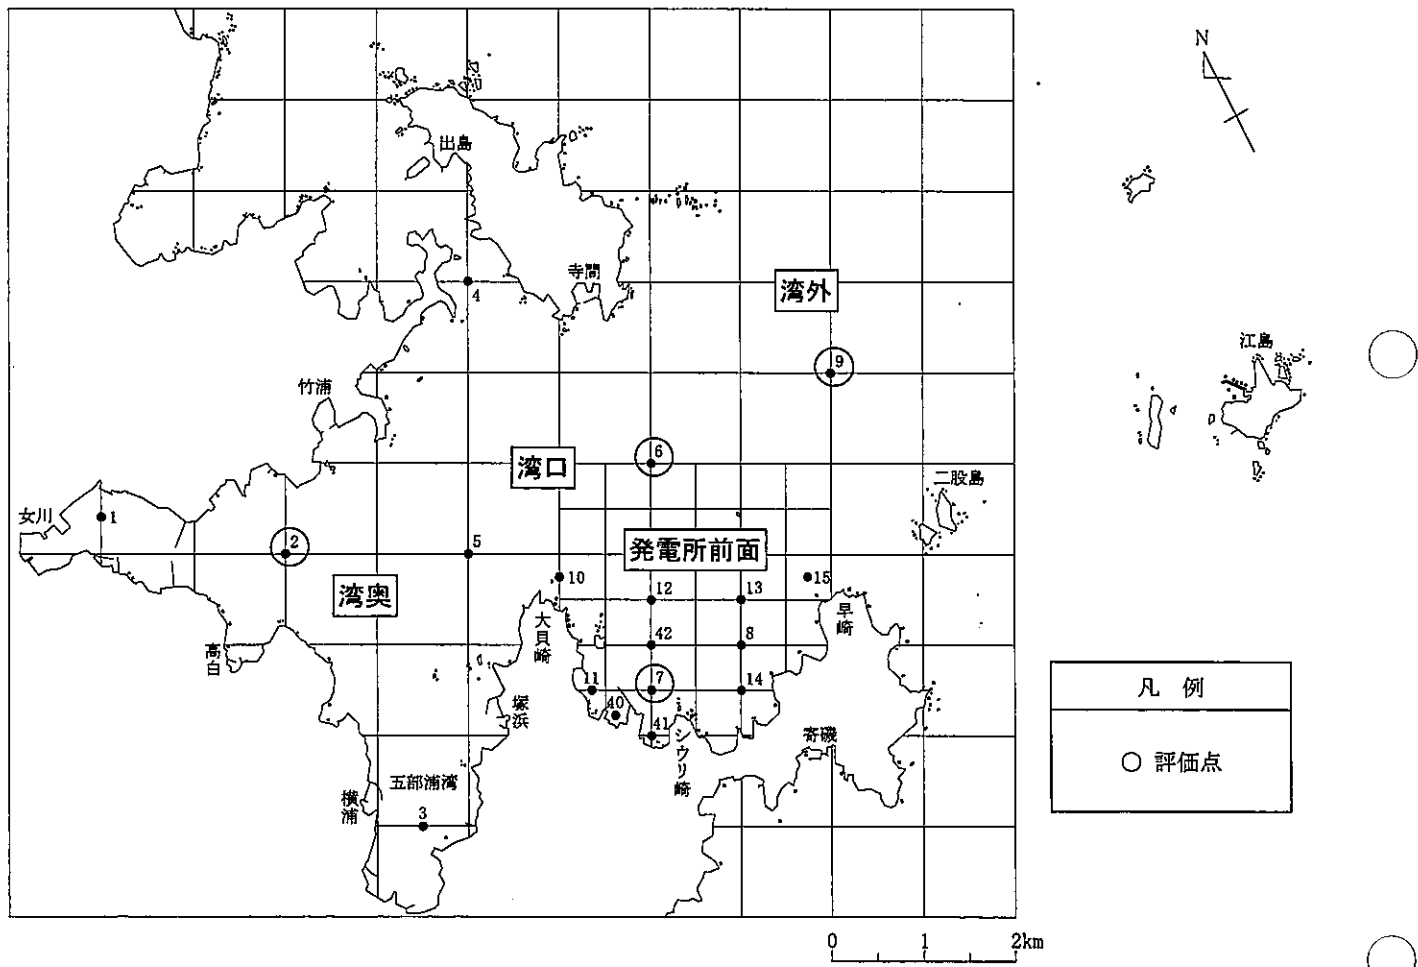 N
出島
寺間
4
湾外
9
江島
竹浦
湾口
6
二股島
女川
1
2
5
発電所前面
湾奥
10
12
13
15
大貝崎
早崎
高白
42
8
11
7
14
塚浜
40
41
シウリ崎
寄磯
凡 例
○ 評価点
五部浦湾
横浦
3
0 1 2km